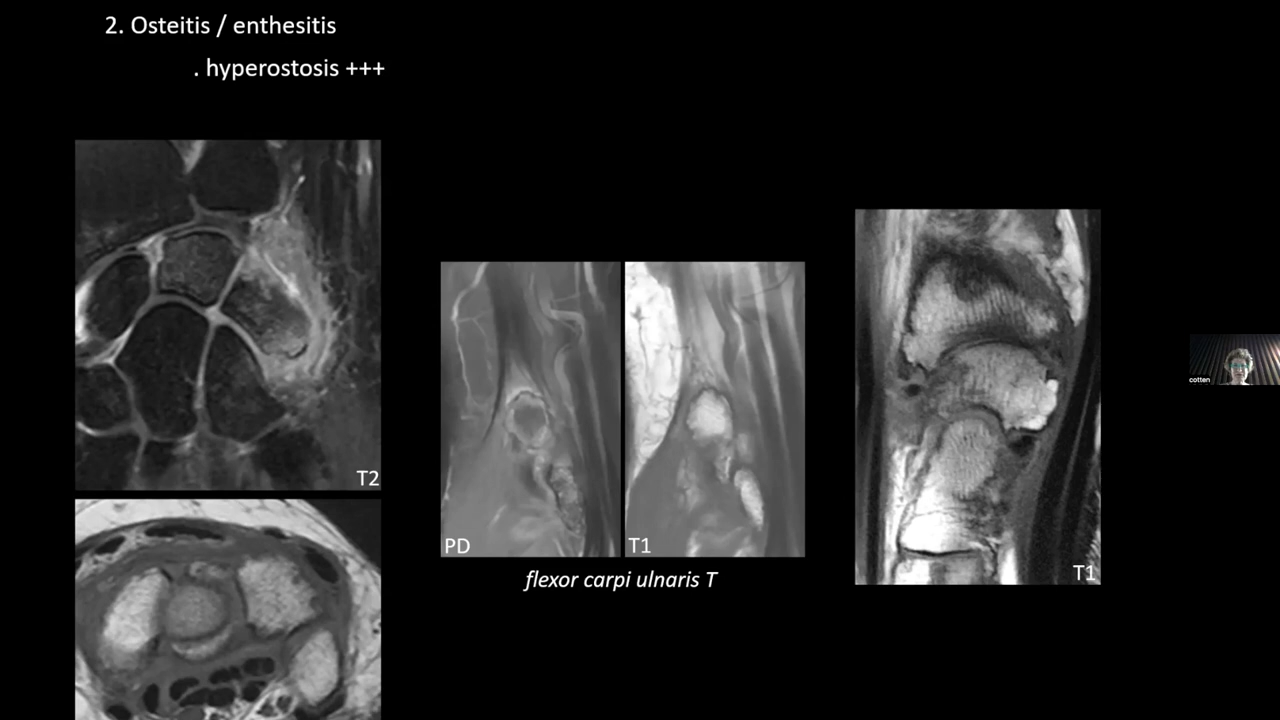 2. Osteitis / enthesitis
. hyperostosis +++
T2
PD
T1
flexor carpi ulnaris T
T1
cotten